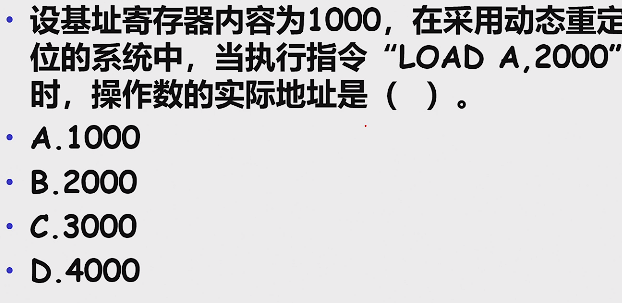 • 设基址寄存器内容为1000，在采用动态重定
位的系统中，当执行指令“LOAD A,2000”
时，操作数的实际地址是（ ）。
• A.1000
• B.2000
• C.3000
• D.4000